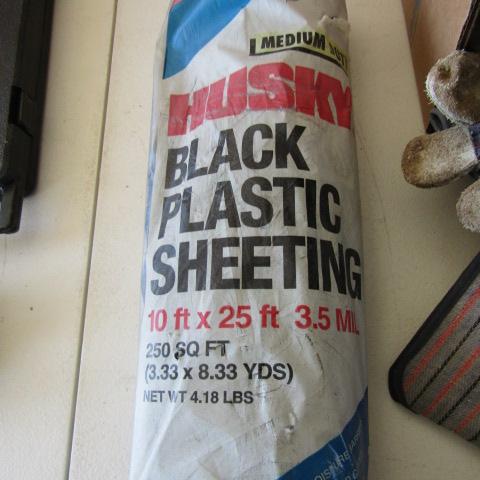 MEDIUM DUTY
HUSKY
BLACK
PLASTIC
SHEETING
10 ft x 25 ft 3.5 MIL
250 SQ FT
(3.33 x 8.33 YDS)
NET WT 4.18 LBS